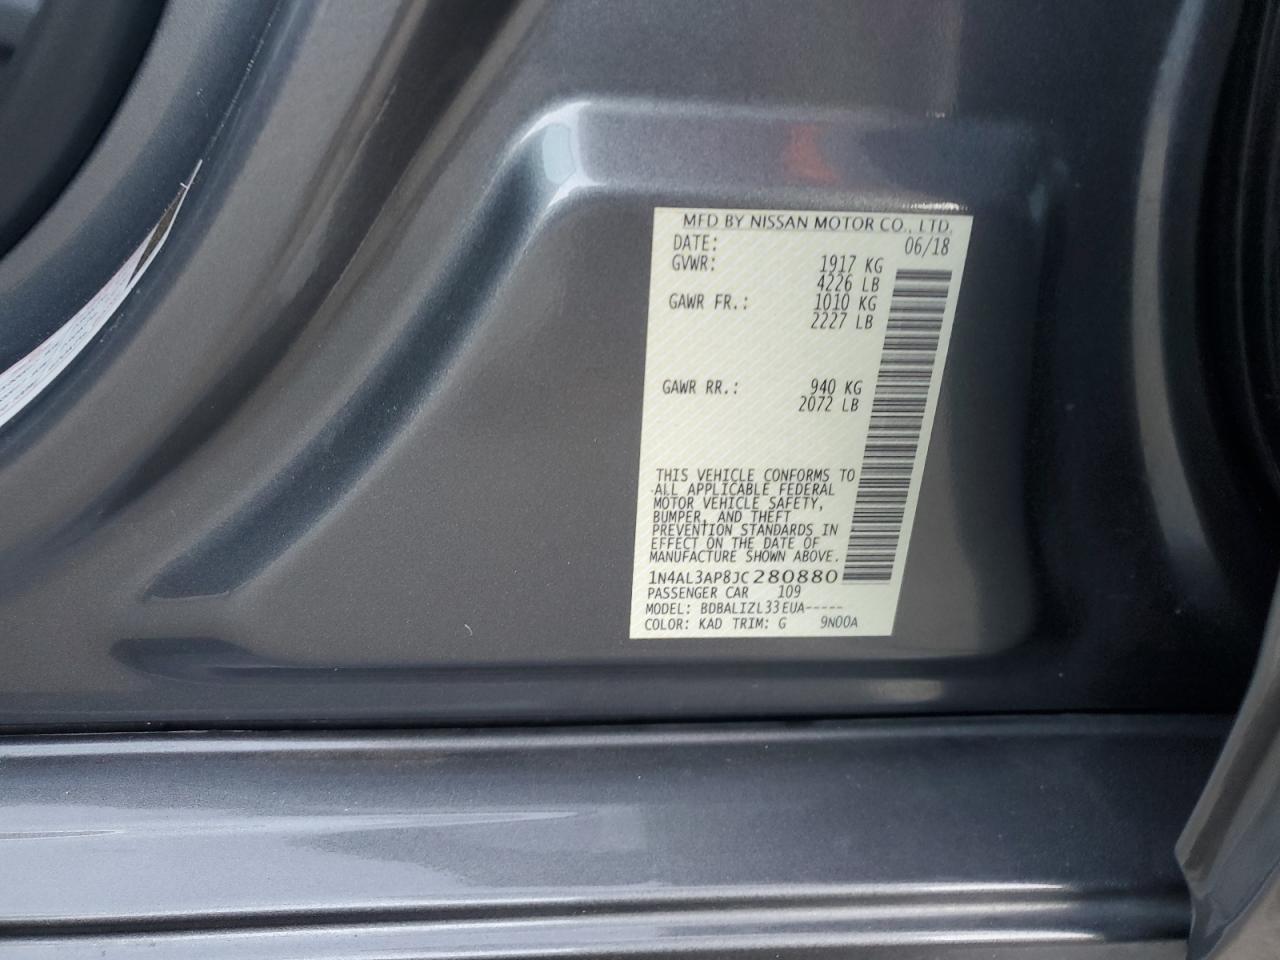 MFD BY NISSAN MOTOR CO., LTD.
DATE: 06/18
GVWR: 1917 KG
4226 LB
GAWR FR.: 1010 KG
2227 LB
GAWR RR.: 940 KG
2072 LB
THIS VEHICLE CONFORMS TO
ALL APPLICABLE FEDERAL
MOTOR VEHICLE SAFETY,
BUMPER, AND THEFT
PREVENTION STANDARDS IN
EFFECT ON THE DATE OF
MANUFACTURE SHOWN ABOVE.
1N4AL3AP8JC280880
PASSENGER CAR 109
MODEL: BDBALIZL33EUA-----
COLOR: KAD TRIM: G 9N00A